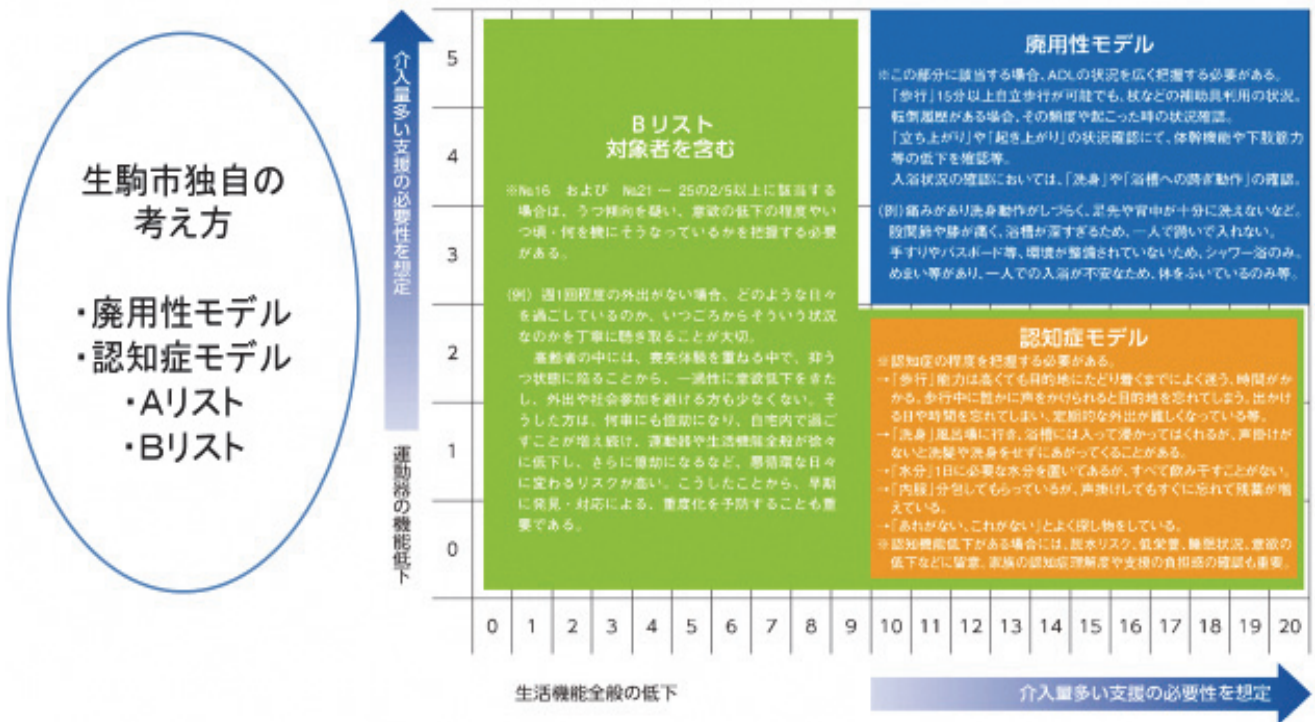 生駒市独自の
考え方
・廃用性モデル
・認知症モデル
・Aリスト
・Bリスト
介入量多い支援の必要性を想定
運動器の機能低下
5
4
3
2
1
0
Bリスト
対象者を含む
※№16 および №21 ～ 25の2/5以上に該当する
場合は、うつ傾向を疑い、意欲の低下の程度やい
つ頃・何を機にそうなっているかを把握する必要
がある。
(例) 週1回程度の外出がない場合、どのような日々
を過ごしているのか、いつごろからそういう状況
なのかを丁寧に聴き取ることが大切。
高齢者の中には、喪失体験を重ねる中で、抑う
つ状態に陥ることから、一過性に意欲低下をきた
し、外出や社会参加を避ける方も少なくない。そ
うした方は、何事にも億劫になり、自宅内で過ご
すことが増え続け、運動器や生活機能全般が徐々
に低下し、さらに億劫になるなど、悪循環な日々
に変わるリスクが高い。こうしたことから、早期
に発見・対応による、重度化を予防することも重
要である。
廃用性モデル
※この部分に該当する場合、ADLの状況を広く把握する必要がある。
「歩行」15分以上自立歩行が可能でも、杖などの補助具利用の状況。
転倒履歴がある場合、その頻度や起こった時の状況確認。
「立ち上がり」や「起き上がり」の状況確認にて、体幹機能や下肢筋力
等の低下を確認等。
入浴状況の確認においては、「洗身」や「浴槽への跨ぎ動作」の確認。
(例)痛みがあり洗身動作がしづらく、足先や背中が十分に洗えないなど。
股関節や膝が痛く、浴槽が深すぎるため、一人で跨いで入れない。
手すりやバスボード等、環境が整備されていないため、シャワー浴のみ。
めまい等があり、一人での入浴が不安なため、体をふいているのみ等。
認知症モデル
※認知症の程度を把握する必要がある。
→「歩行」能力は高くても目的地にたどり着くまでによく迷う、時間がか
かる。歩行中に誰かに声をかけられると目的地を忘れてしまう。出かけ
る日や時間を忘れてしまい、定期的な外出が難しくなっている等。
→「洗身」風呂場に行き、浴槽には入って浸かってはくれるが、声掛けが
ないと洗髪や洗身をせずにあがってくることがある。
→「水分」1日に必要な水分を置いてあるが、すべて飲み干すことがない。
→「内服」分包してもらっているが、声掛けしてもすぐに忘れて残薬が増
えている。
→「あれがない、これがない」とよく探し物をしている。
※認知機能低下がある場合には、脱水リスク、低栄養、睡眠状況、意欲の
低下などに留意。家族の認知症理解度や支援の負担感の確認も重要。
0 1 2 3 4 5 6 7 8 9 10 11 12 13 14 15 16 17 18 19 20
生活機能全般の低下
介入量多い支援の必要性を想定